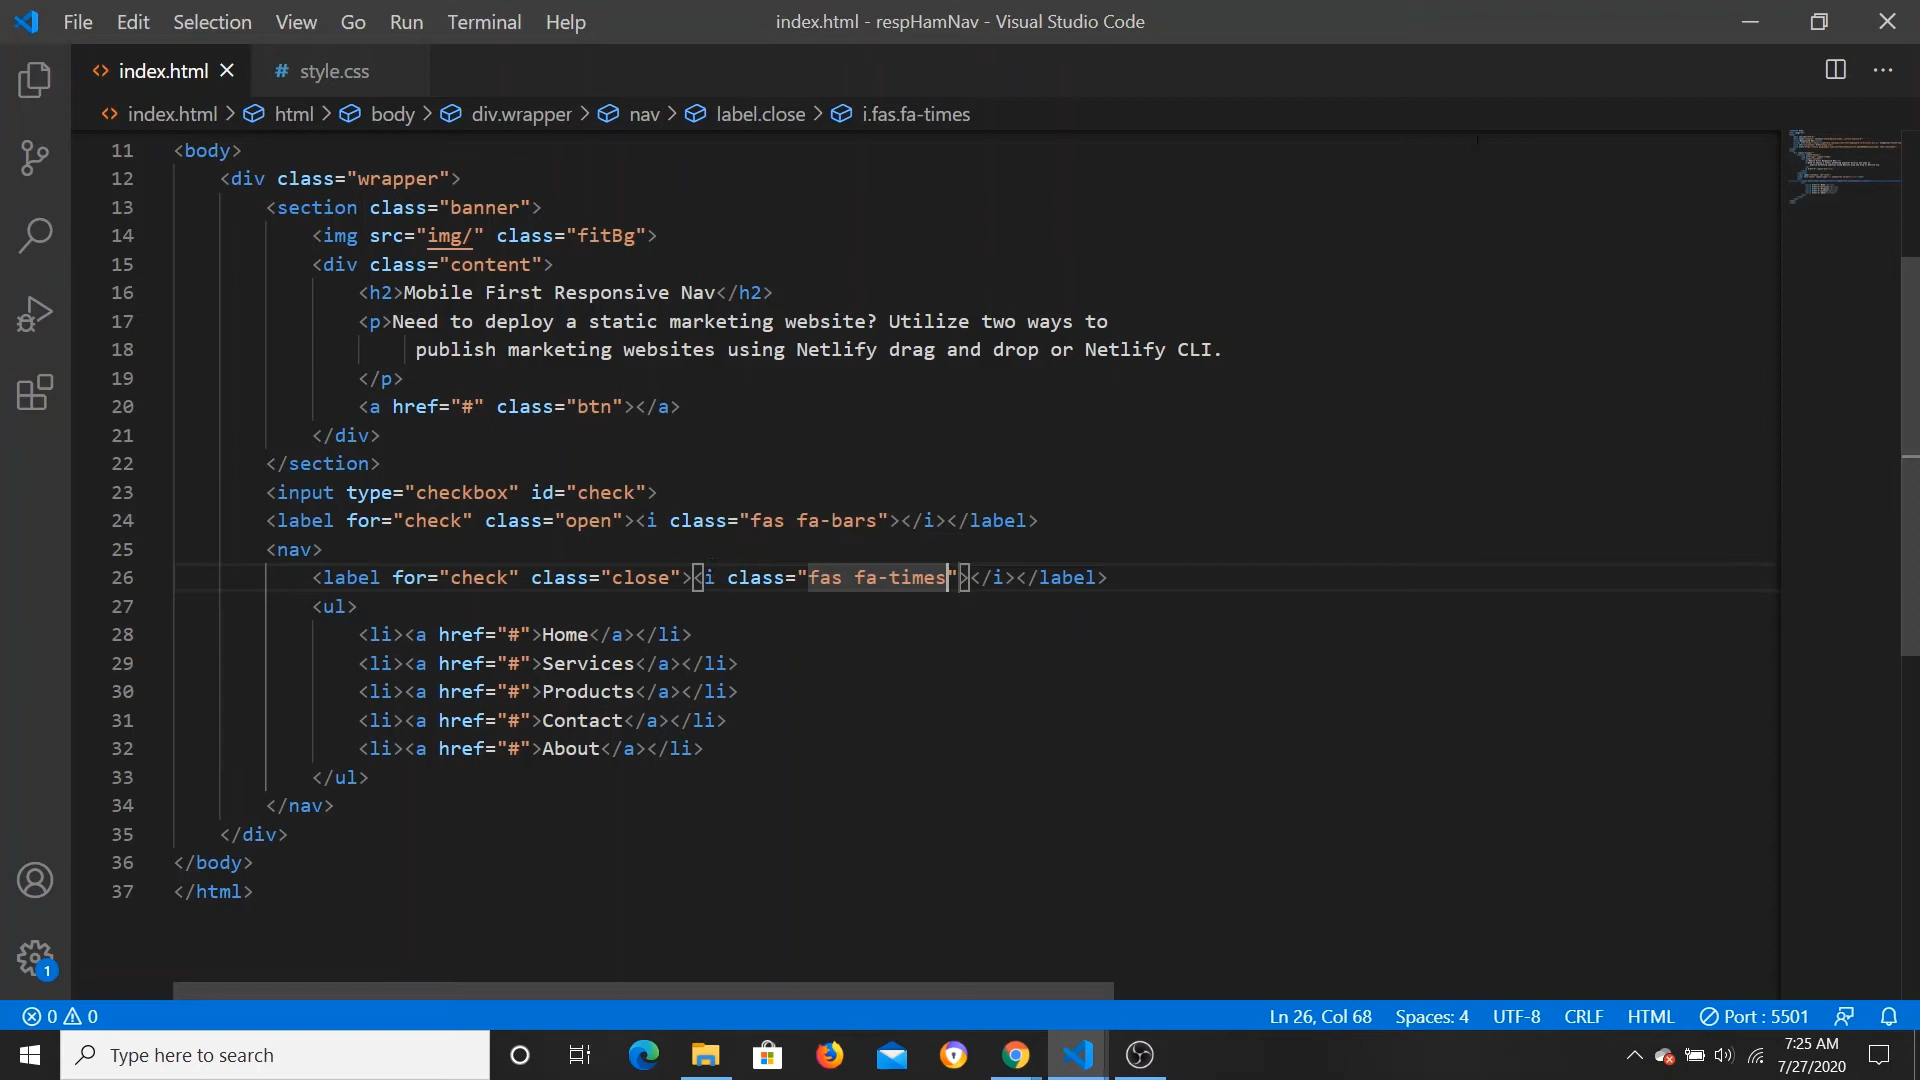 File Edit Selection View Go Run Terminal Help index.html - respHamNav - Visual Studio Code
index.html # style.css
index.html > html > body > div.wrapper > nav > label.close > i.fas.fa-times
11 <body>
12 <div class="wrapper">
13 <section class="banner">
14 <img src="img/" class="fitBg">
15 <div class="content">
16 <h2>Mobile First Responsive Nav</h2>
17 <p>Need to deploy a static marketing website? Utilize two ways to
18 publish marketing websites using Netlify drag and drop or Netlify CLI.
19 </p>
20 <a href="#" class="btn"></a>
21 </div>
22 </section>
23 <input type="checkbox" id="check">
24 <label for="check" class="open"><i class="fas fa-bars"></i></label>
25 <nav>
26 <label for="check" class="close"><i class="fas fa-times"></i></label>
27 <ul>
28 <li><a href="#">Home</a></li>
29 <li><a href="#">Services</a></li>
30 <li><a href="#">Products</a></li>
31 <li><a href="#">Contact</a></li>
32 <li><a href="#">About</a></li>
33 </ul>
34 </nav>
35 </div>
36 </body>
37 </html>
1
0 0 Ln 26, Col 68 Spaces: 4 UTF-8 CRLF HTML Port : 5501
Type here to search
7:25 AM
7/27/2020